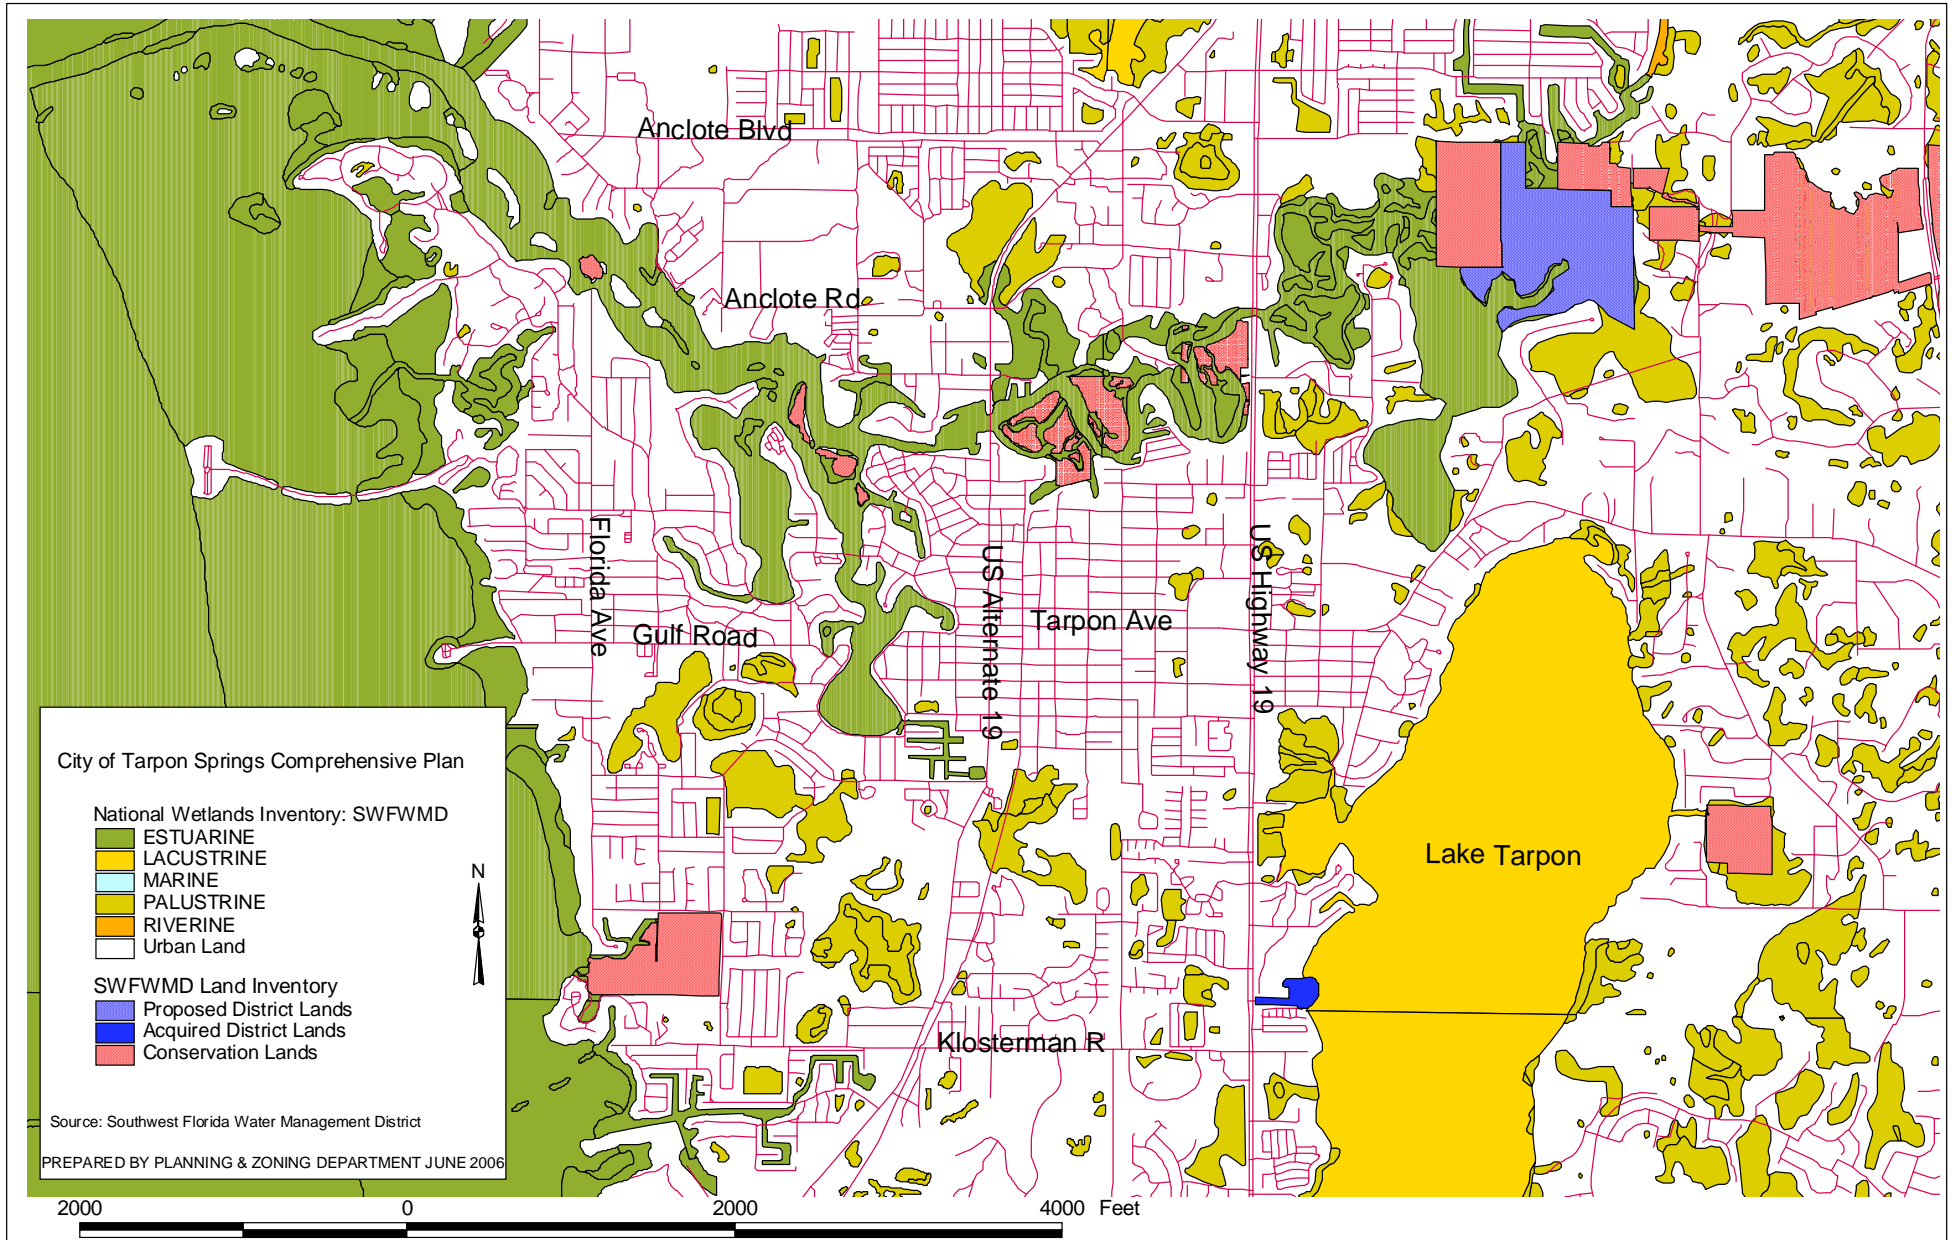 Anclote Blvd
Anclote Rd
Florida Ave
US Alternate 19
US Highway 19
Tarpon Ave
Gulf Road
Lake Tarpon
Klosterman R
City of Tarpon Springs Comprehensive Plan
National Wetlands Inventory: SWFWMD
ESTUARINE
LACUSTRINE
MARINE
PALUSTRINE
RIVERINE
Urban Land
N
SWFWMD Land Inventory
Proposed District Lands
Acquired District Lands
Conservation Lands
Source: Southwest Florida Water Management District
PREPARED BY PLANNING & ZONING DEPARTMENT JUNE 2006
2000 0 2000 4000 Feet